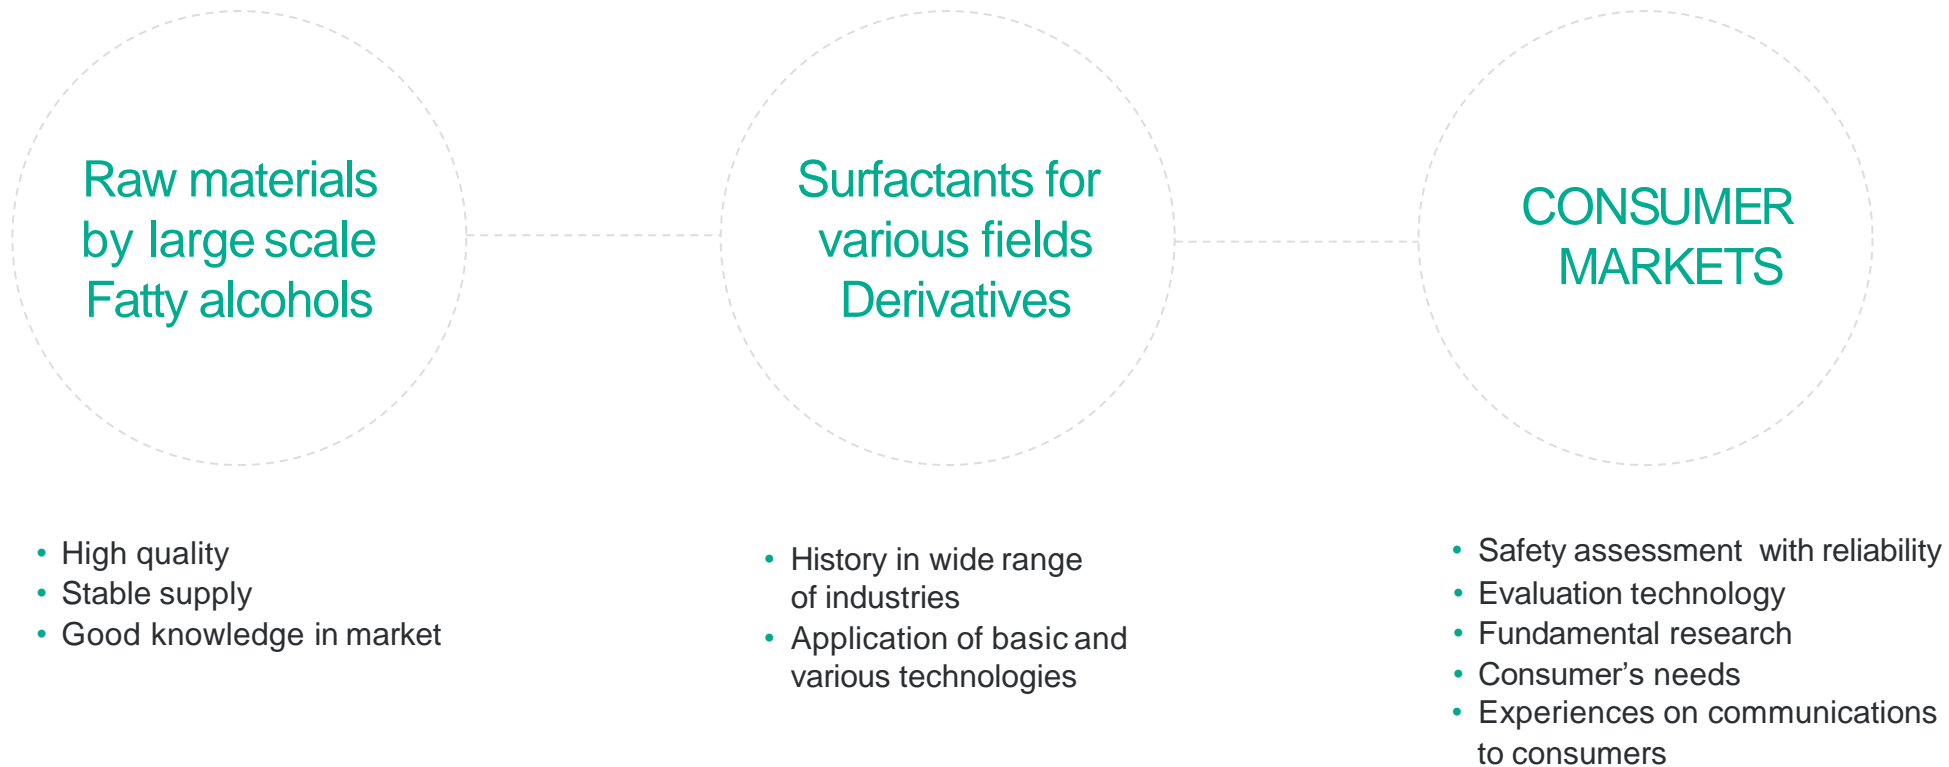 Raw materials
by large scale
Fatty alcohols
Surfactants for
various fields
Derivatives
CONSUMER
MARKETS
• High quality
• Stable supply
• Good knowledge in market
• History in wide range
of industries
• Application of basic and
various technologies
• Safety assessment with reliability
• Evaluation technology
• Fundamental research
• Consumer’s needs
• Experiences on communications
to consumers